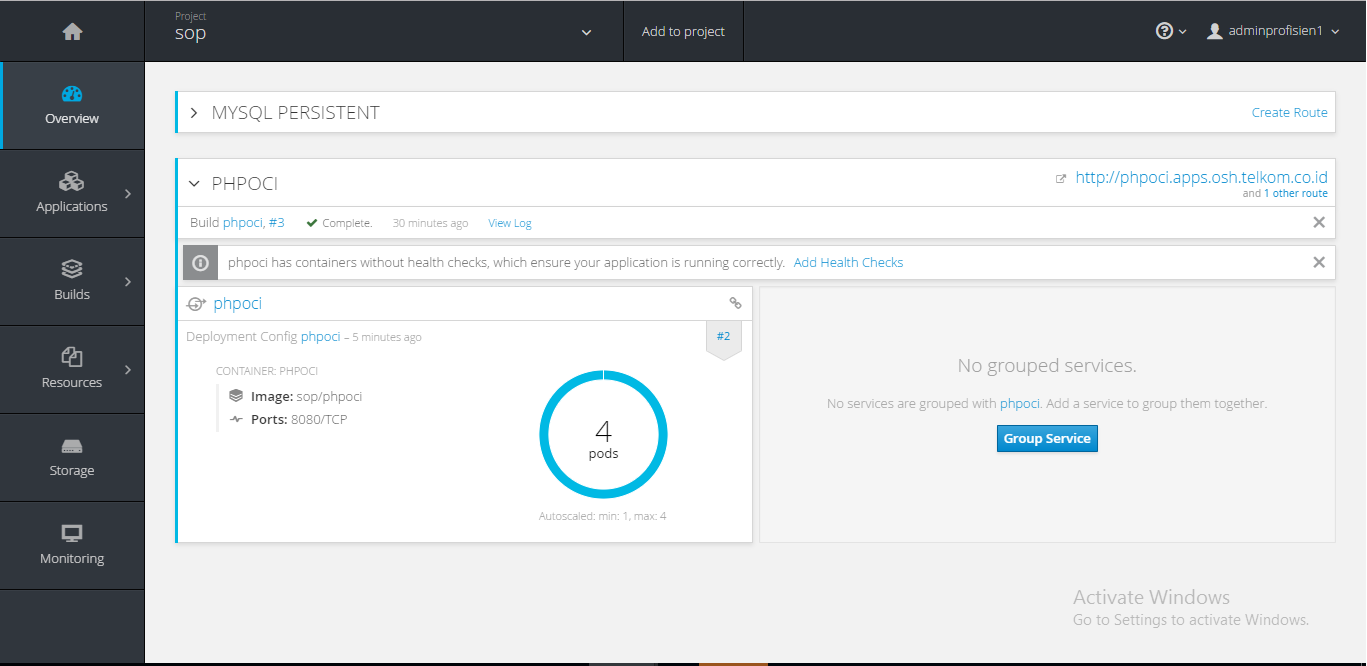 Project
sop
Add to project
adminprofisien1
Overview
Applications
Builds
Resources
Storage
Monitoring
MYSQL PERSISTENT
Create Route
PHPOCI
http://phpoci.apps.osh.telkom.co.id
and 1 other route
Build phpoci, #3 Complete. 30 minutes ago View Log
phpoci has containers without health checks, which ensure your application is running correctly. Add Health Checks
phpoci
Deployment Config phpoci – 5 minutes ago
#2
CONTAINER: PHPOCI
Image: sop/phpoci
Ports: 8080/TCP
4
pods
Autoscaled: min: 1, max: 4
No grouped services.
No services are grouped with phpoci. Add a service to group them together.
Group Service
Activate Windows
Go to Settings to activate Windows.